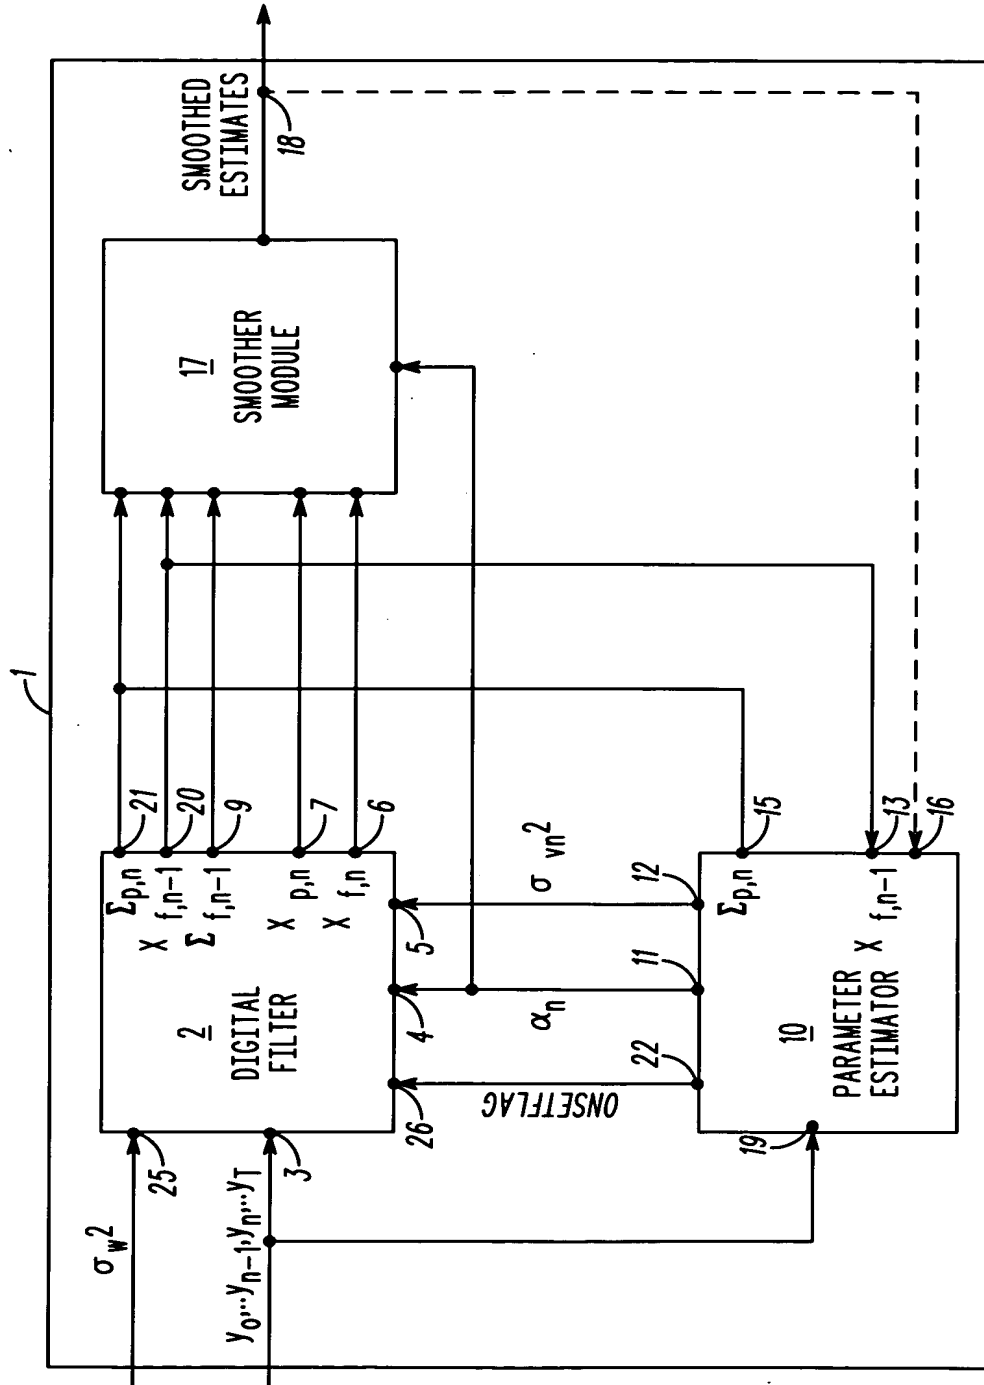 1
σw2
y0,...yn-1,yn,...yT
25
3
2
DIGITAL
FILTER
Σp,n
X f,n-1
Σ f,n-1
X p,n
X f,n
21
20
9
7
6
26
4
5
ONSETFLAG
αn
σ vn2
22
11
12
19
10
PARAMETER
ESTIMATOR
Σp,n
X f,n-1
15
13
16
17
SMOOTHER
MODULE
SMOOTHED
ESTIMATES
18